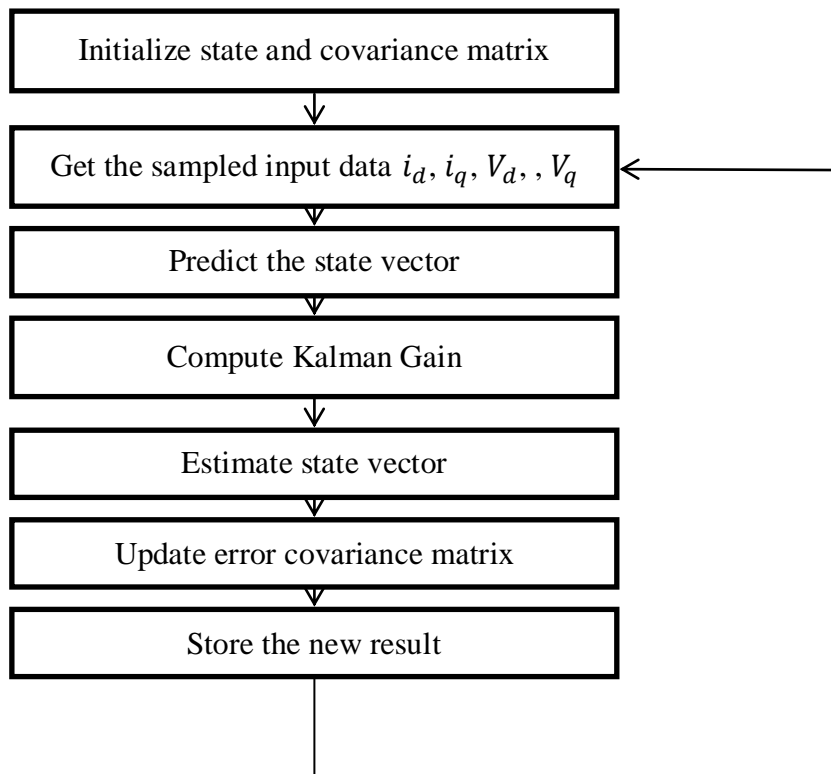 Initialize state and covariance matrix
Get the sampled input data i_d, i_q, V_d, , V_q
Predict the state vector
Compute Kalman Gain
Estimate state vector
Update error covariance matrix
Store the new result